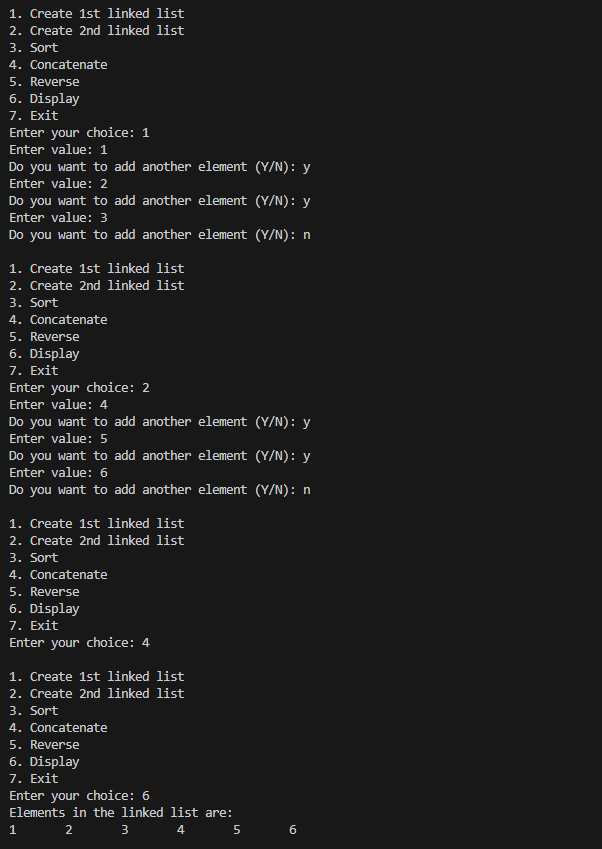 1. Create 1st linked list
2. Create 2nd linked list
3. Sort
4. Concatenate
5. Reverse
6. Display
7. Exit
Enter your choice: 1
Enter value: 1
Do you want to add another element (Y/N): y
Enter value: 2
Do you want to add another element (Y/N): y
Enter value: 3
Do you want to add another element (Y/N): n
1. Create 1st linked list
2. Create 2nd linked list
3. Sort
4. Concatenate
5. Reverse
6. Display
7. Exit
Enter your choice: 2
Enter value: 4
Do you want to add another element (Y/N): y
Enter value: 5
Do you want to add another element (Y/N): y
Enter value: 6
Do you want to add another element (Y/N): n
1. Create 1st linked list
2. Create 2nd linked list
3. Sort
4. Concatenate
5. Reverse
6. Display
7. Exit
Enter your choice: 4
1. Create 1st linked list
2. Create 2nd linked list
3. Sort
4. Concatenate
5. Reverse
6. Display
7. Exit
Enter your choice: 6
Elements in the linked list are:
1 2 3 4 5 6